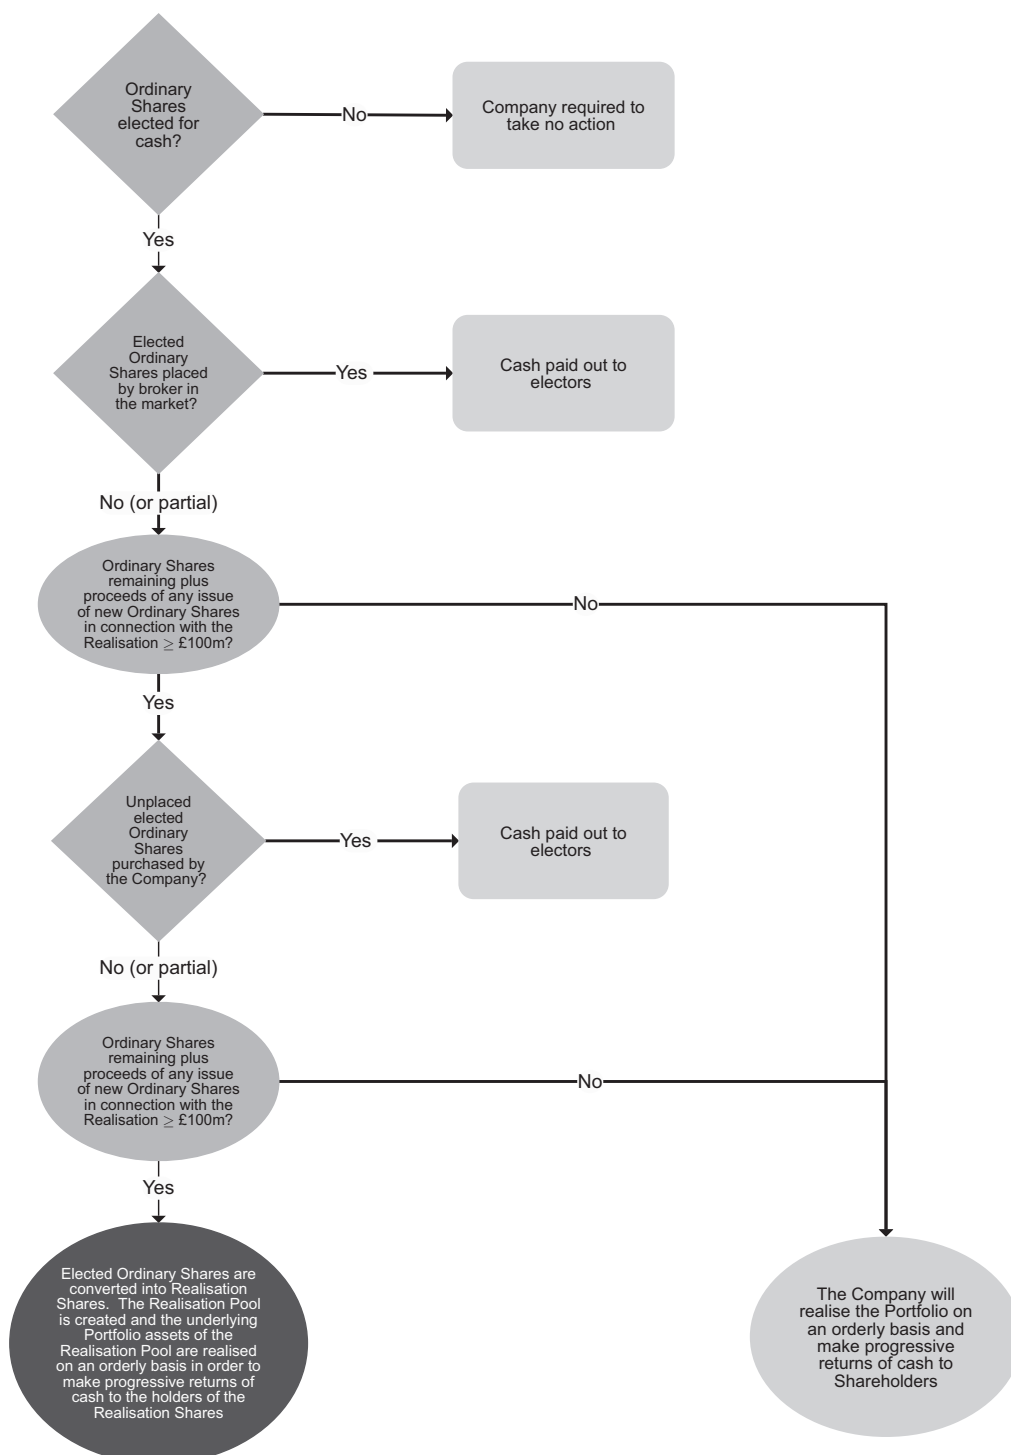 Ordinary
Shares
elected for
cash?
No
Company required to
take no action
Yes
Elected
Ordinary
Shares placed
by broker in
the market?
Yes
Cash paid out to
electors
No (or partial)
Ordinary Shares
remaining plus
proceeds of any issue
of new Ordinary Shares
in connection with the
Realisation ≥ £100m?
No
Yes
Unplaced
elected
Ordinary
Shares
purchased by
the Company?
Yes
Cash paid out to
electors
No (or partial)
Ordinary Shares
remaining plus
proceeds of any issue
of new Ordinary Shares
in connection with the
Realisation ≥ £100m?
No
Yes
Elected Ordinary Shares are
converted into Realisation
Shares. The Realisation Pool
is created and the underlying
Portfolio assets of the
Realisation Pool are realised
on an orderly basis in order to
make progressive returns of
cash to the holders of the
Realisation Shares
The Company will
realise the Portfolio on
an orderly basis and
make progressive
returns of cash to
Shareholders